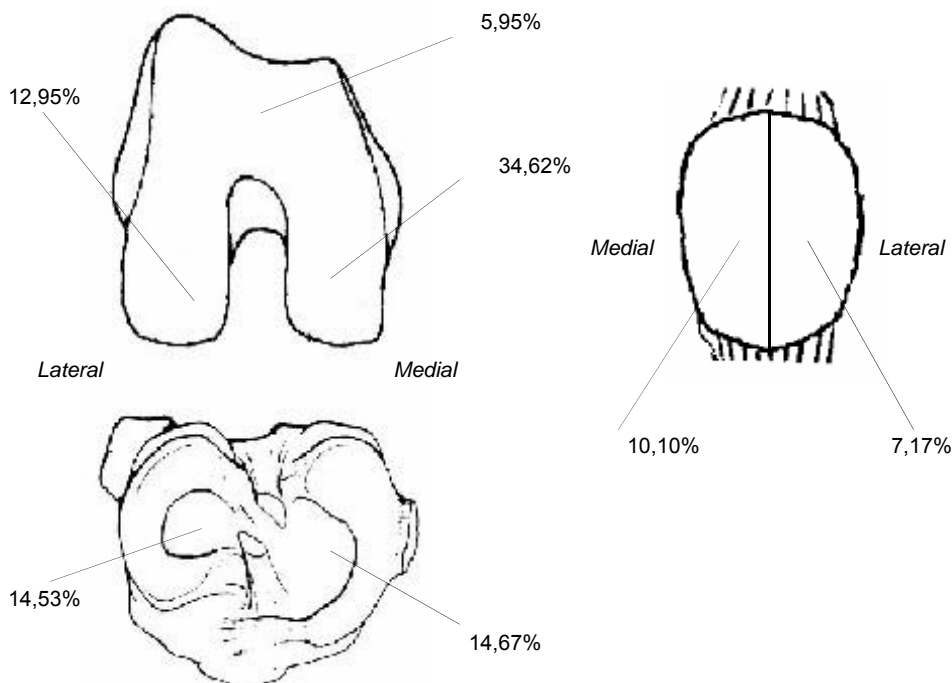 5,95%
12,95%
34,62%
Medial
Lateral
Lateral
Medial
10,10%
7,17%
14,53%
14,67%